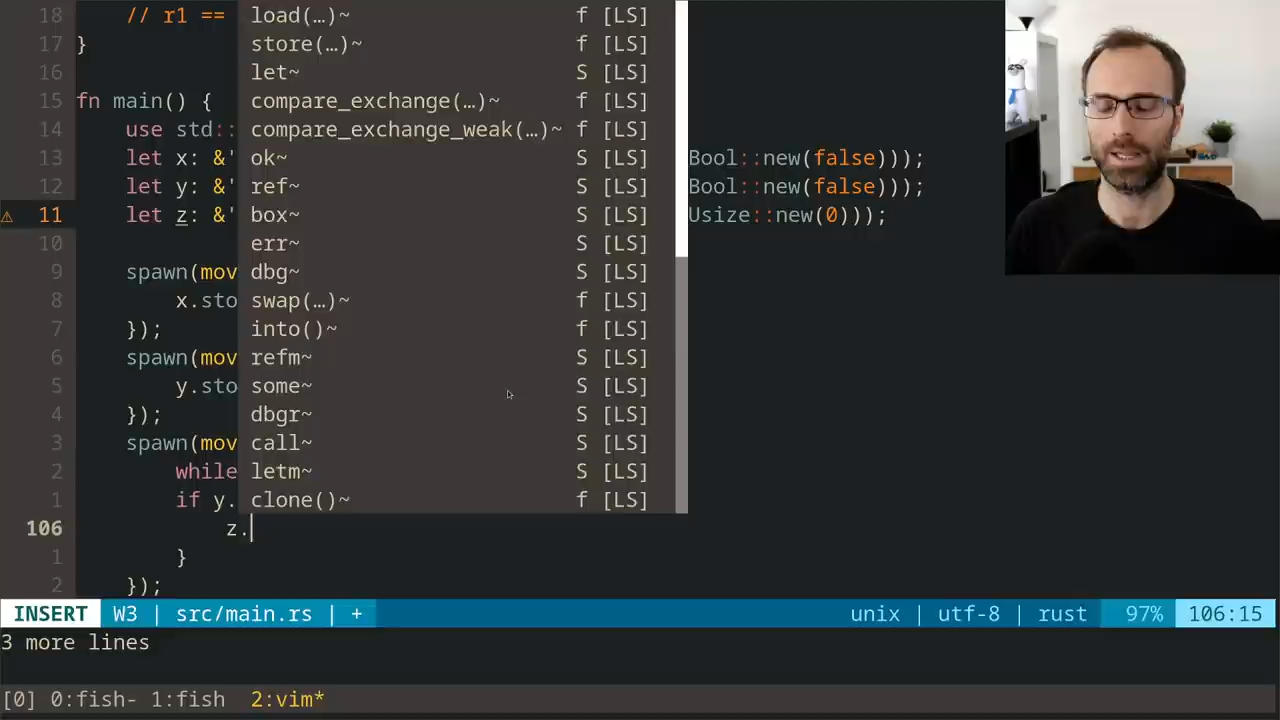 18 // r1 == load(…)~ f [LS]
17 } store(…)~ f [LS]
16 let~ S [LS]
15 fn main() { compare_exchange(…)~ f [LS]
14 use std:: compare_exchange_weak(…)~ f [LS]
13 let x: &' ok~ S [LS] Bool::new(false)));
12 let y: &' ref~ S [LS] Bool::new(false)));
⚠ 11 let z: &' box~ S [LS] Usize::new(0)));
10 err~ S [LS]
9 spawn(mov dbg~ S [LS]
8 x.sto swap(…)~ f [LS]
7 }); into()~ f [LS]
6 spawn(mov refm~ S [LS]
5 y.sto some~ S [LS]
4 }); dbgr~ S [LS]
3 spawn(mov call~ S [LS]
2 while letm~ S [LS]
1 if y. clone()~ f [LS]
106 z.
1 }
2 });
INSERT W3 | src/main.rs | + unix | utf-8 | rust 97% 106:15
3 more lines
[0] 0:fish- 1:fish 2:vim*